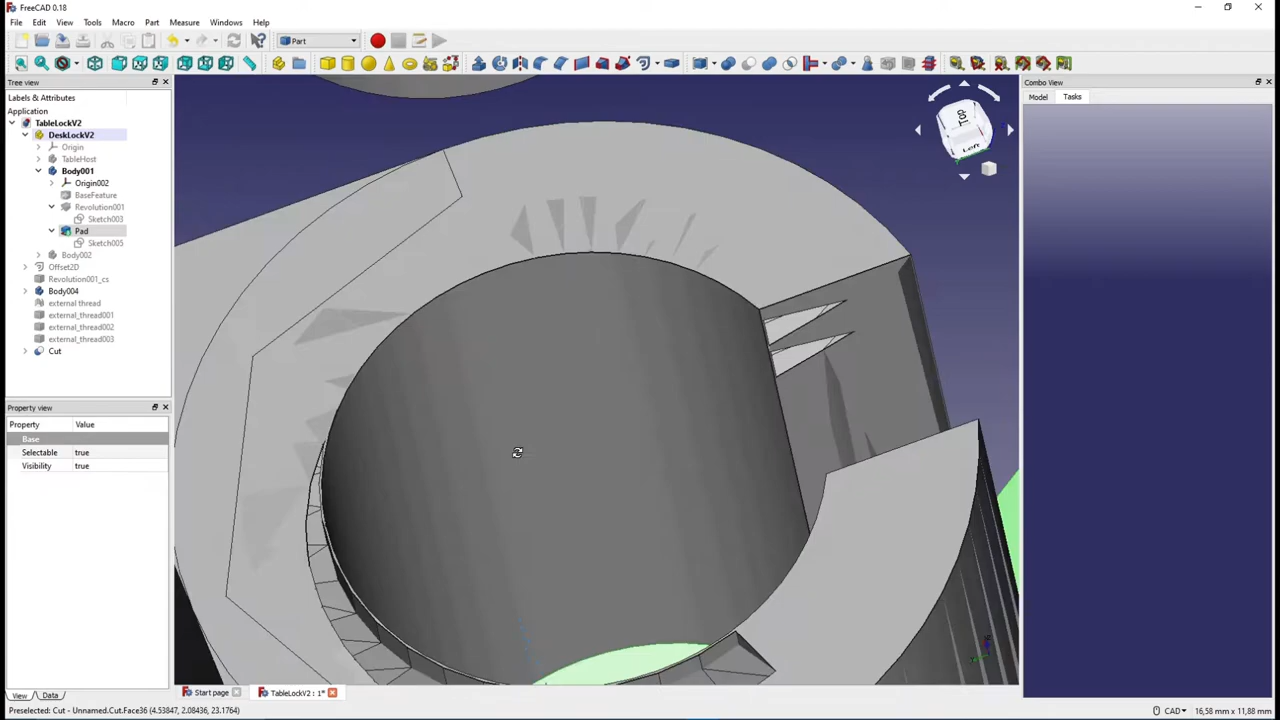 FreeCAD 0.18
File Edit View Tools Macro Part Measure Windows Help
Part
Tree view
Labels & Attributes
Application
TableLockV2
DeskLockV2
Origin
TableHost
Body001
Origin002
BaseFeature
Revolution001
Sketch003
Pad
Sketch005
Body002
Offset2D
Revolution001_cs
Body004
external thread
external_thread001
external_thread002
external_thread003
Cut
Property view
Property Value
Base
Selectable true
Visibility true
View Data
Top
Left
Combo View
Model Tasks
Start page TableLockV2 : 1*
Preselected: Cut - Unnamed.Cut.Face36 (4.53847, 2.08436, 23.1764)
CAD 16,58 mm x 11,88 mm